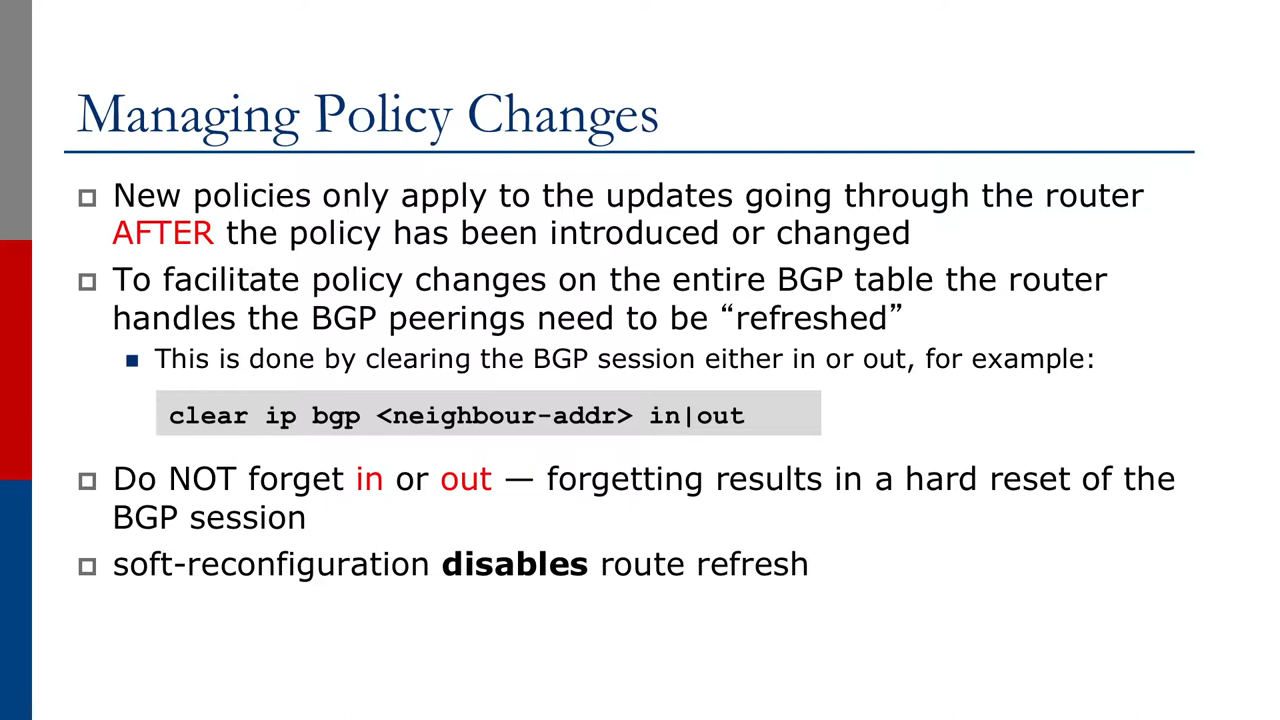 Managing Policy Changes
New policies only apply to the updates going through the router
AFTER the policy has been introduced or changed
To facilitate policy changes on the entire BGP table the router
handles the BGP peerings need to be “refreshed”
This is done by clearing the BGP session either in or out, for example:
clear ip bgp <neighbour-addr> in|out
Do NOT forget in or out — forgetting results in a hard reset of the
BGP session
soft-reconfiguration disables route refresh